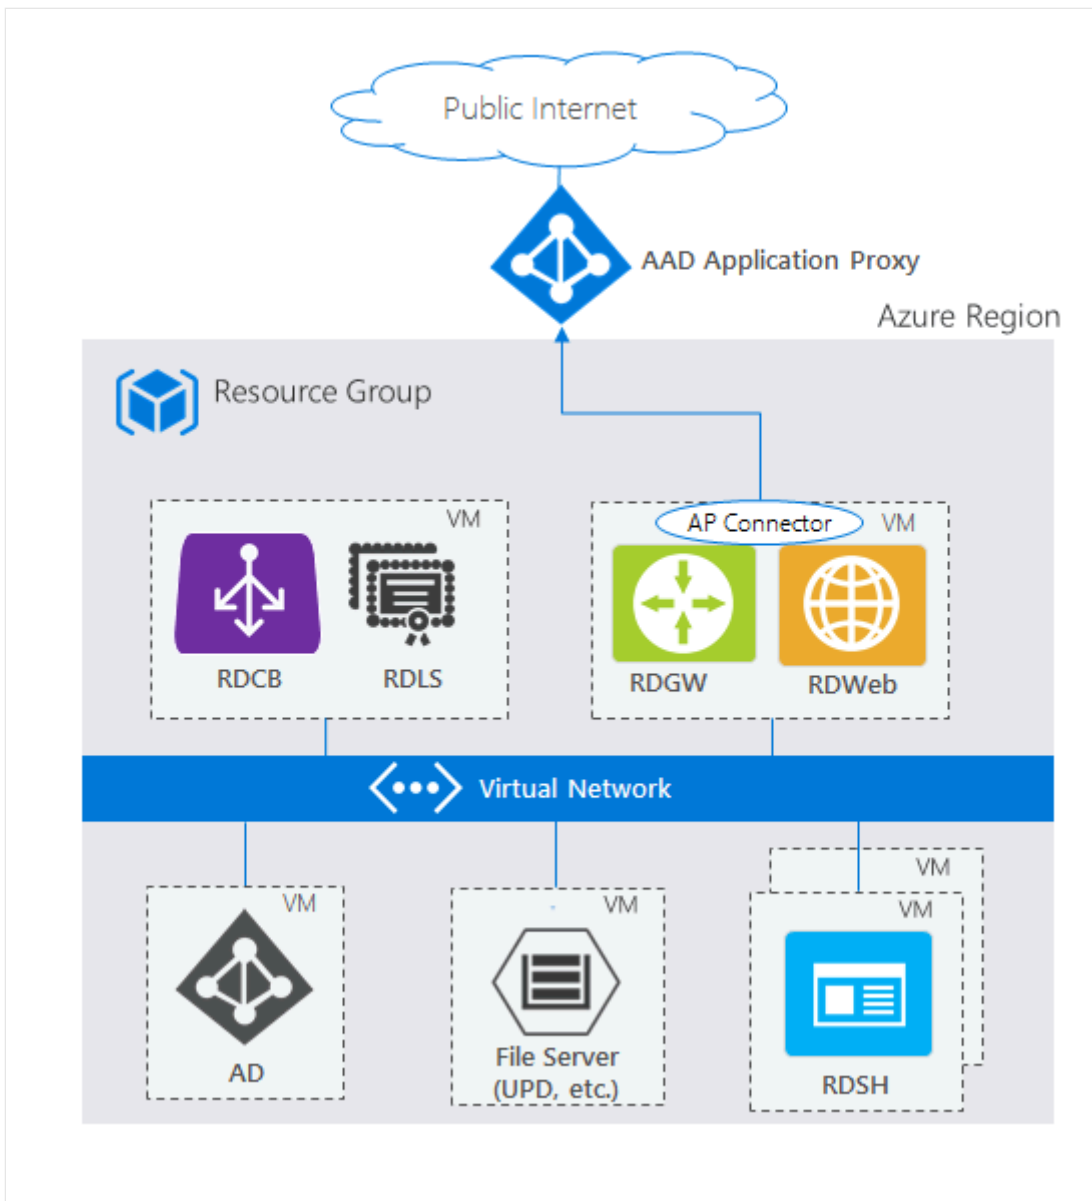 Public Internet
AAD Application Proxy
Azure Region
Resource Group
VM
RDCB
RDLS
AP Connector
VM
RDGW
RDWeb
Virtual Network
VM
AD
VM
File Server
(UPD, etc.)
VM
VM
RDSH